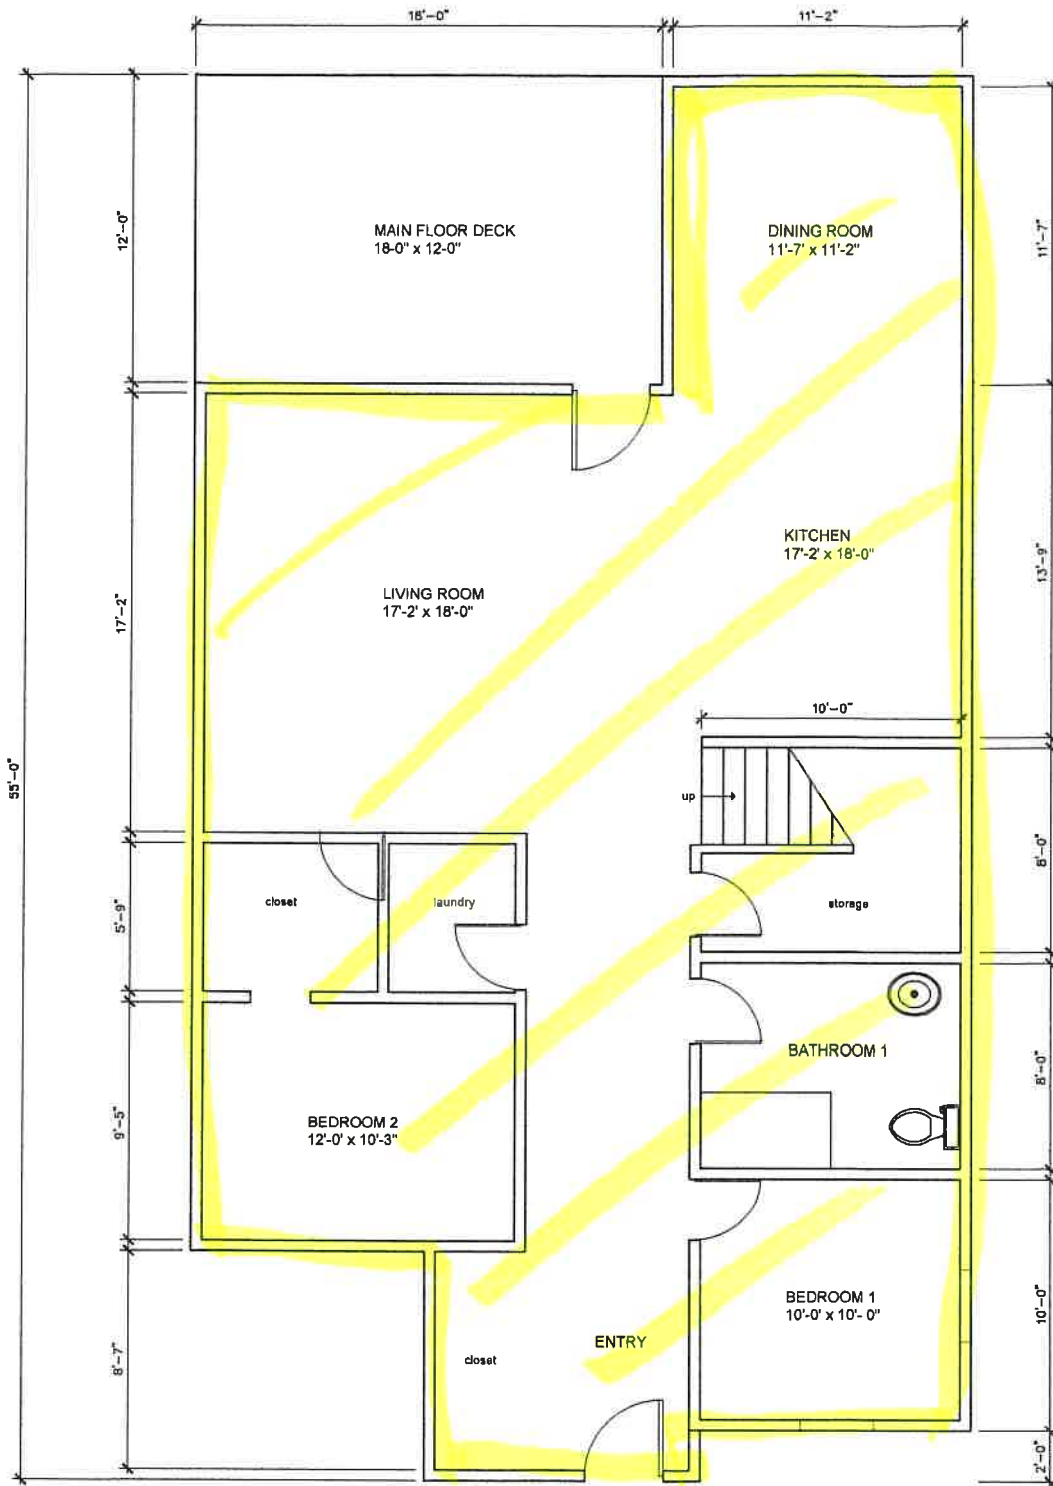 18'-0"
11'-2"
MAIN FLOOR DECK
18-0" x 12-0"
DINING ROOM
11'-7' x 11'-2"
12'-0"
11'-7"
KITCHEN
17'-2' x 18'-0"
LIVING ROOM
17'-2' x 18'-0"
17'-2"
13'-9"
10'-0"
55'-0"
up
closet
laundry
storage
5'-9"
8'-0"
BATHROOM 1
8'-0"
BEDROOM 2
12'-0' x 10'-3"
9'-5"
BEDROOM 1
10'-0' x 10'- 0"
10'-0"
ENTRY
closet
8'-7"
2'-0"